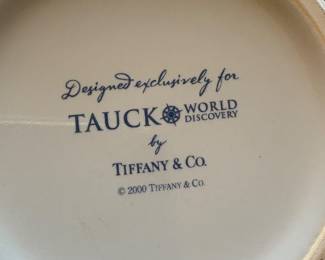 Designed exclusively for
TAUCK WORLD DISCOVERY
by
TIFFANY & CO.
© 2000 TIFFANY & CO.